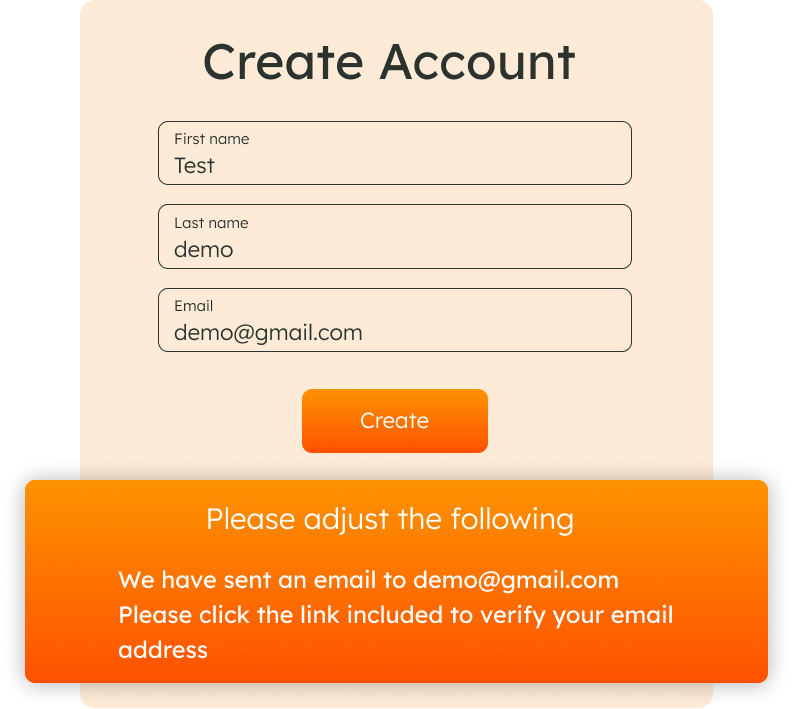 Create Account
First name
Test
Last name
demo
Email
demo@gmail.com
Create
Please adjust the following
We have sent an email to demo@gmail.com
Please click the link included to verify your email
address